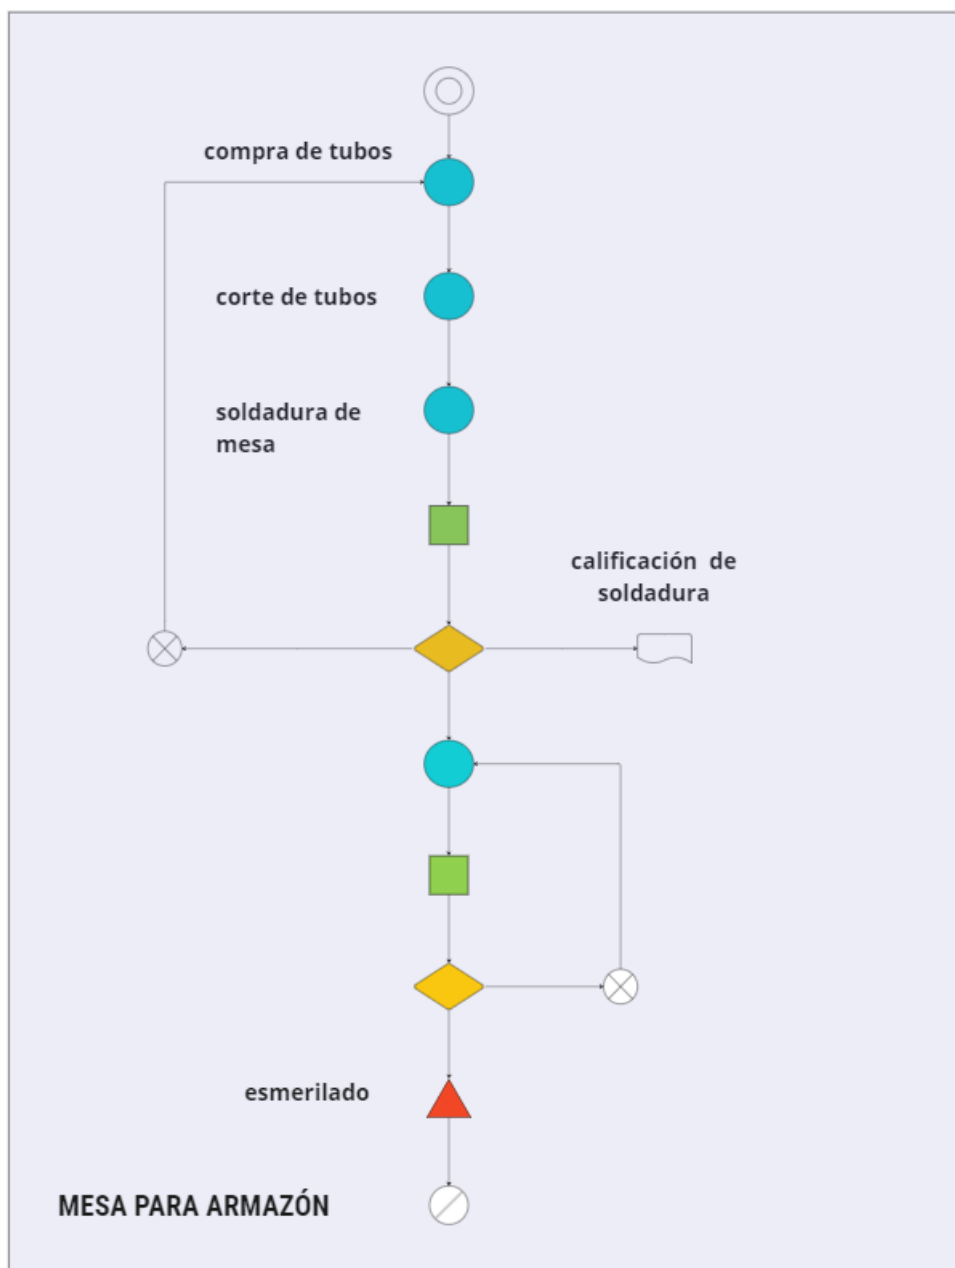 compra de tubos
corte de tubos
soldadura de
mesa
calificación de
soldadura
esmerilado
MESA PARA ARMAZÓN